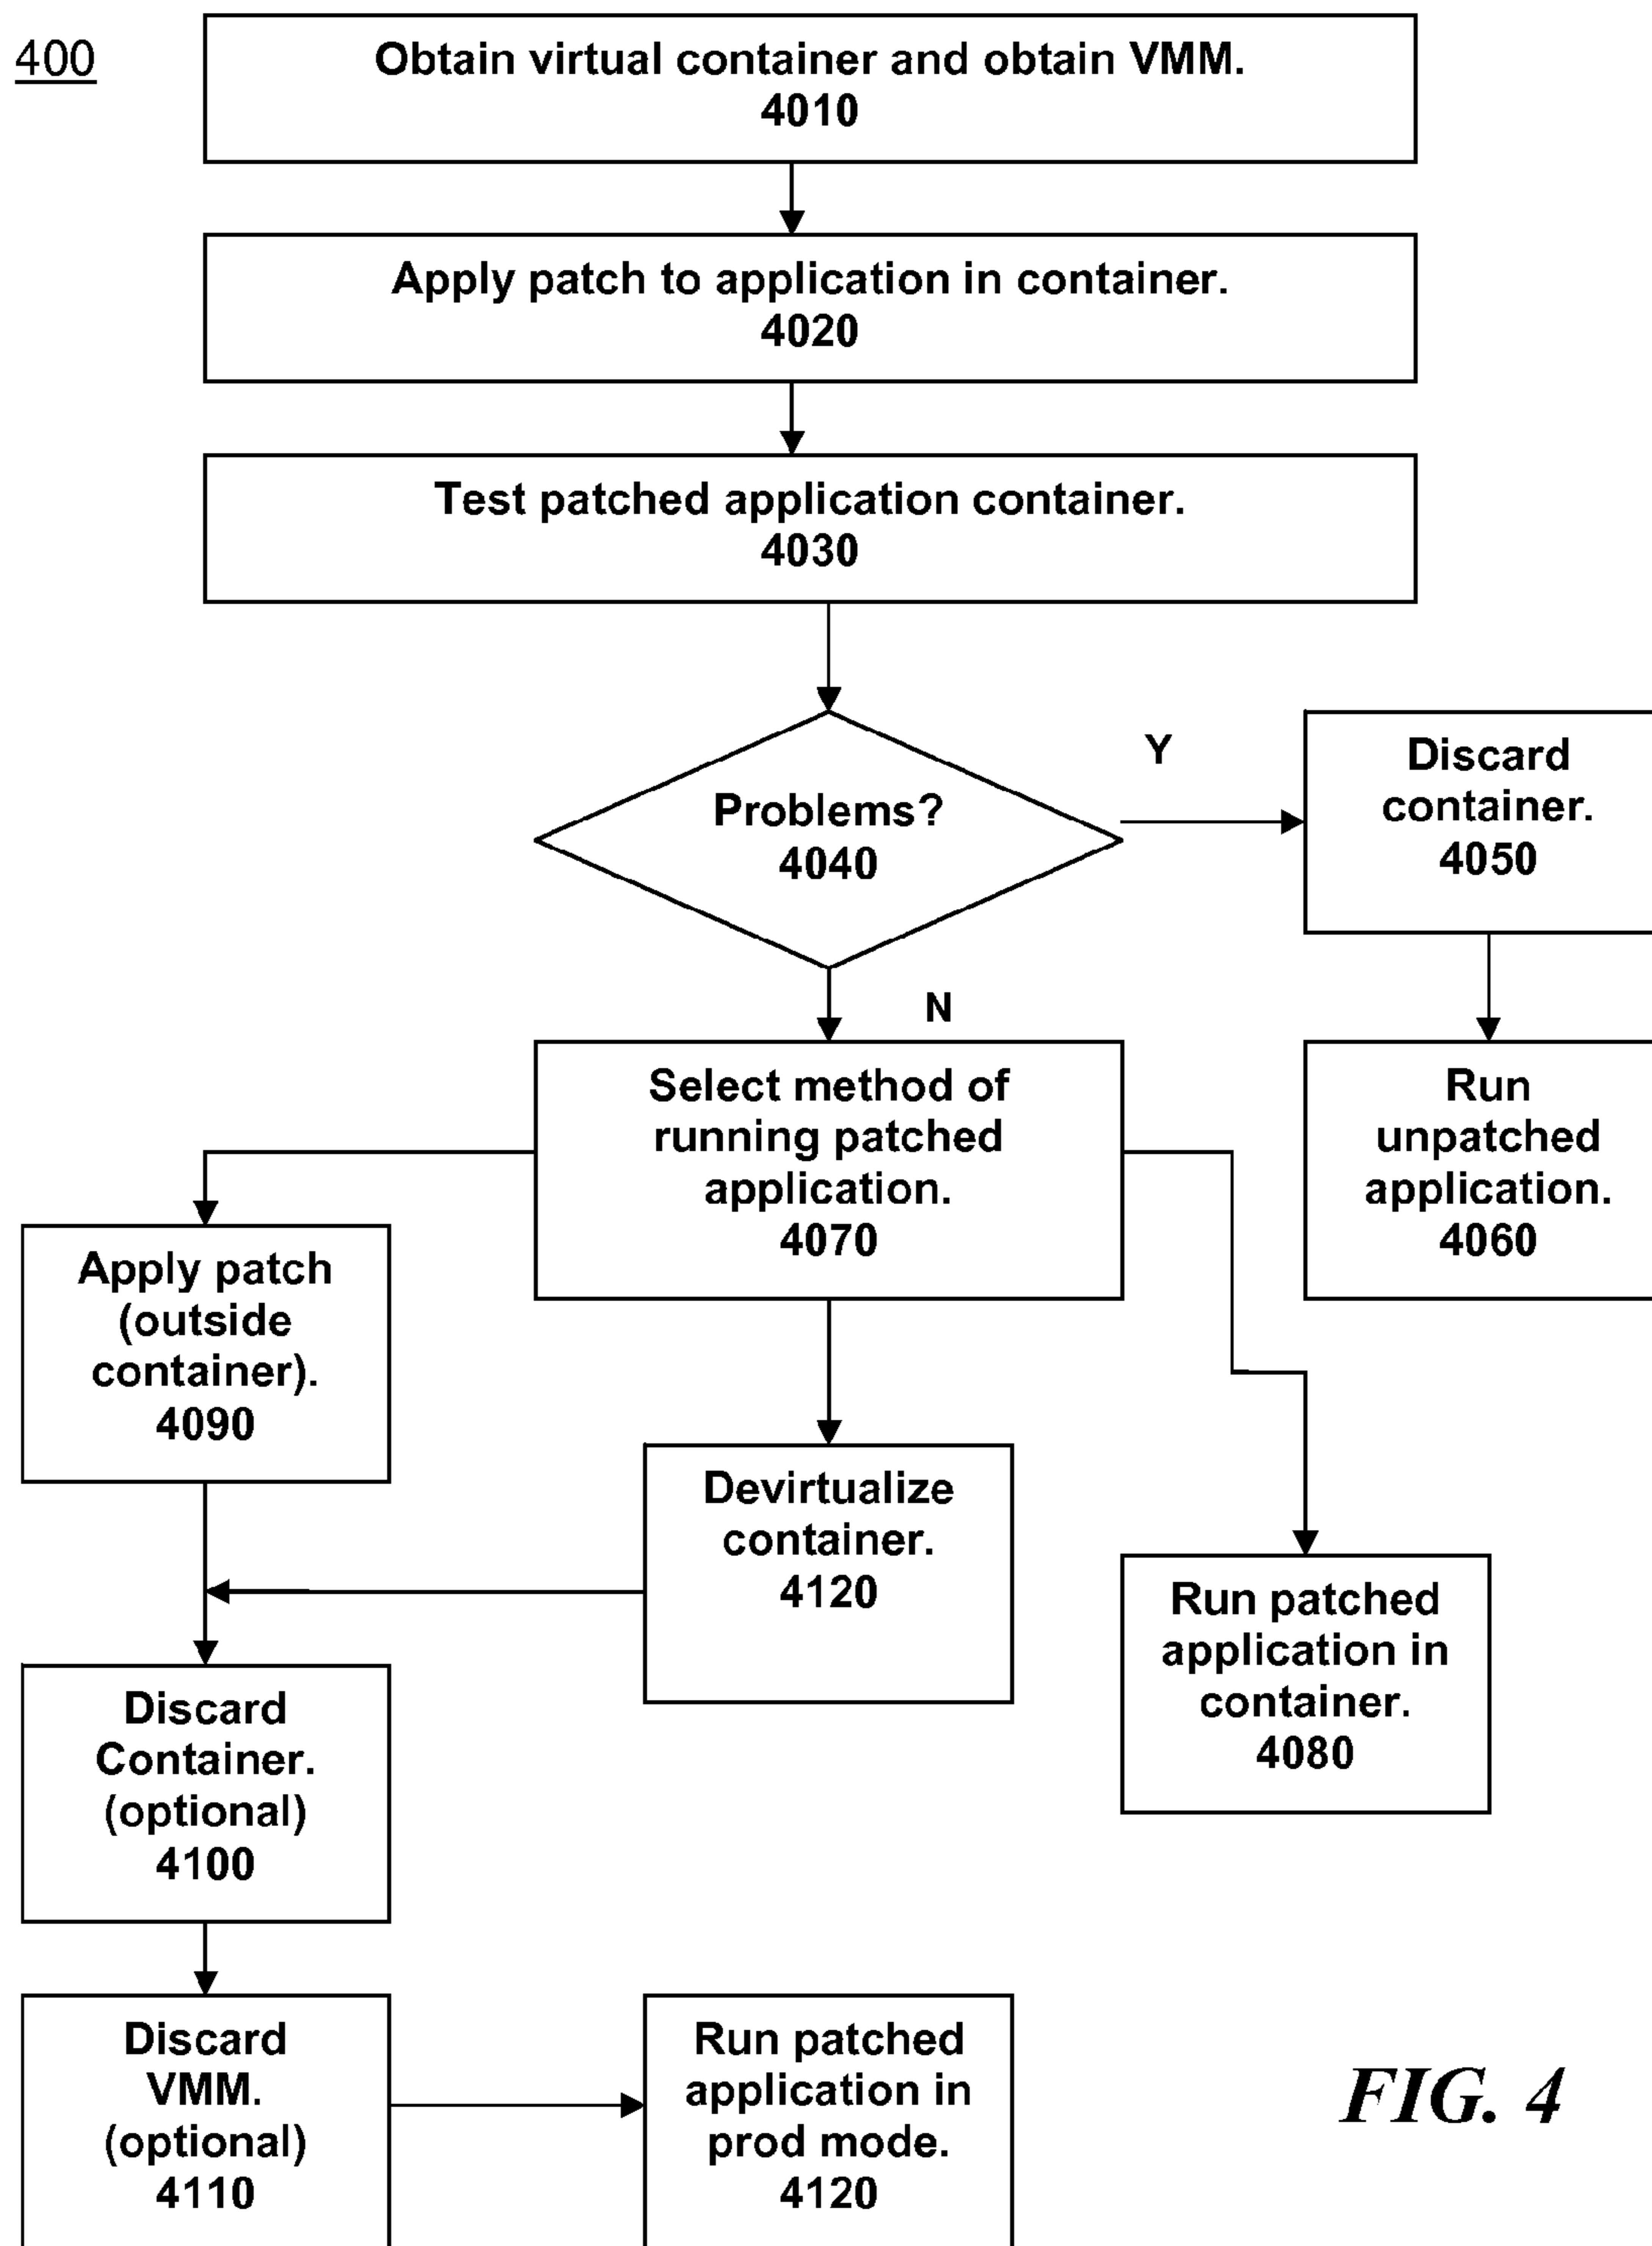 400
Obtain virtual container and obtain VMM.
4010
Apply patch to application in container.
4020
Test patched application container.
4030
Problems?
4040
Y
Discard
container.
4050
N
Select method of
running patched
application.
4070
Run
unpatched
application.
4060
Apply patch
(outside
container).
4090
Devirtualize
container.
4120
Run patched
application in
container.
4080
Discard
Container.
(optional)
4100
Discard
VMM.
(optional)
4110
Run patched
application in
prod mode.
4120
FIG. 4